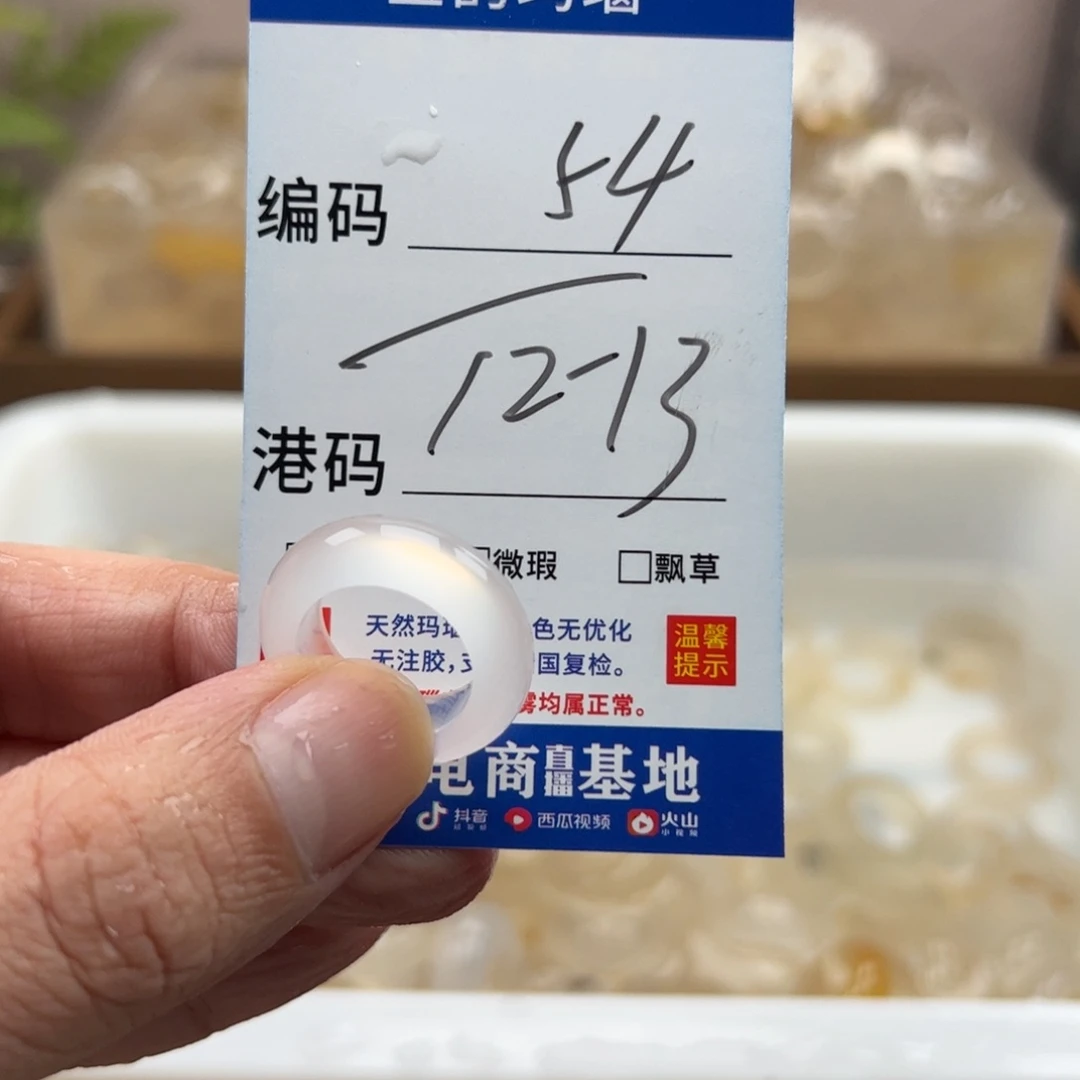 编码 54
港码 12-13
微瑕 飘草
天然玛 色无优化
无注胶, 国复检。
温馨提示
均属正常。
电商直播基地
抖音 西瓜视频 火山